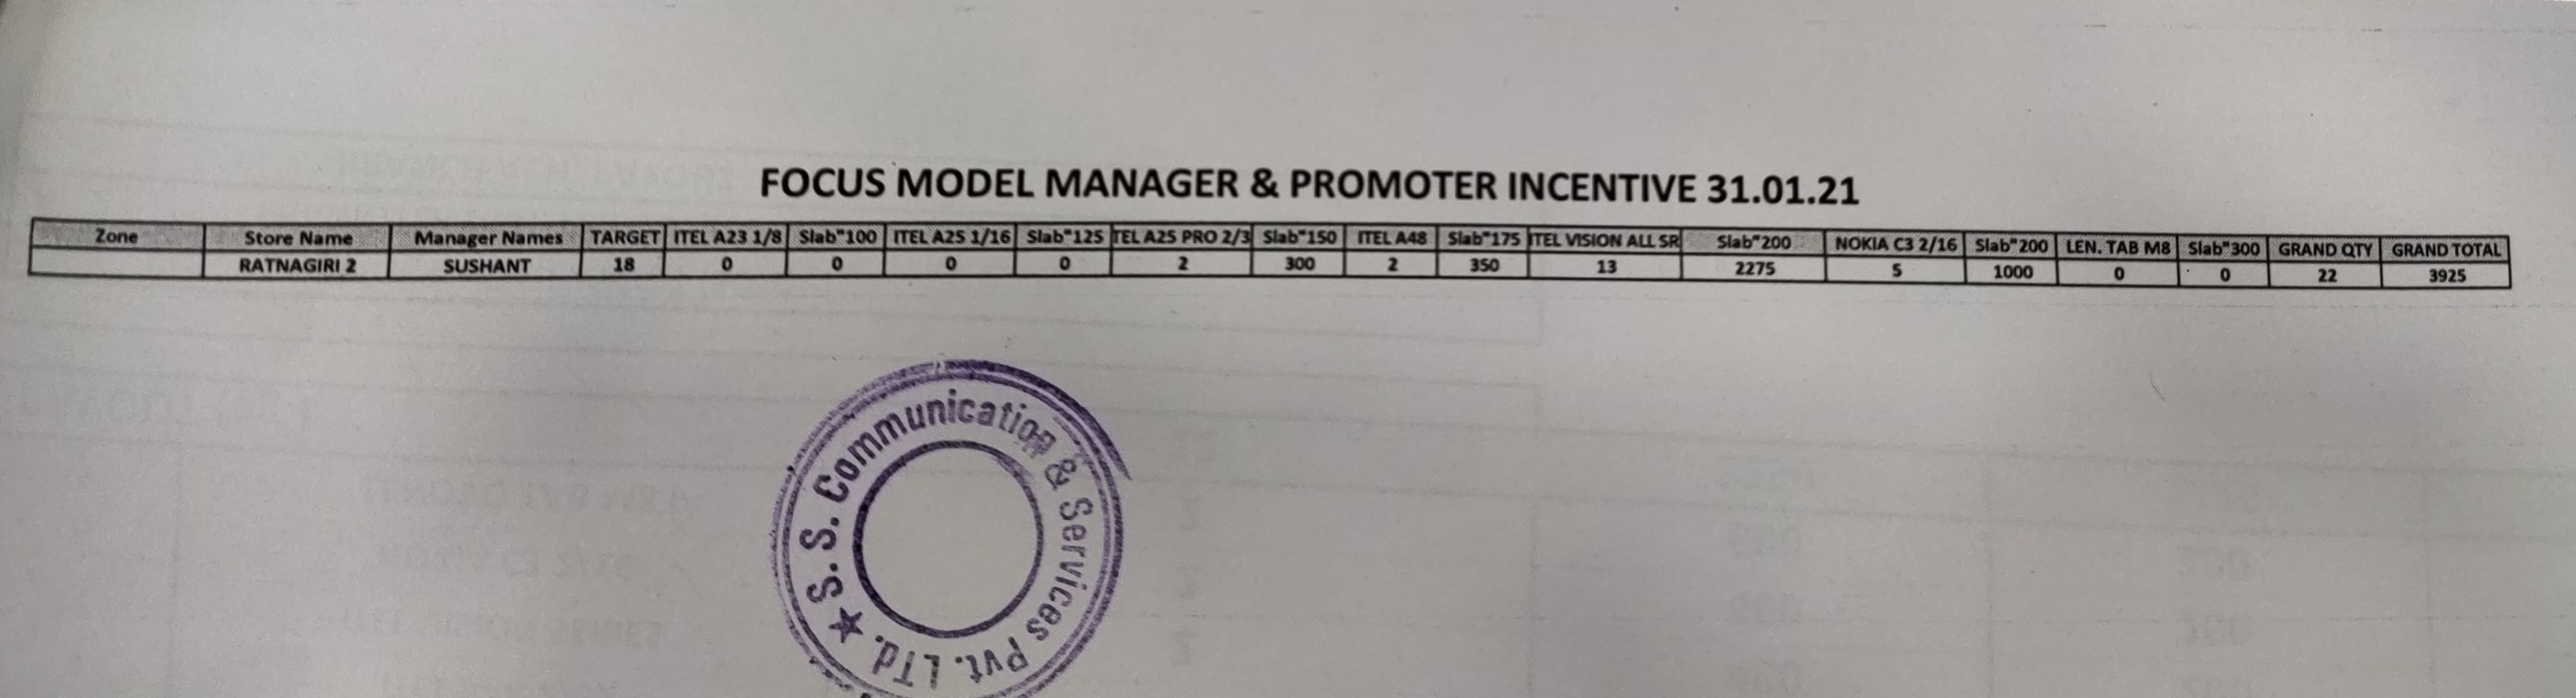 FOCUS MODEL MANAGER & PROMOTER INCENTIVE 31.01.21
Zone Store Name Manager Names TARGET ITEL A23 1/8 Slab"100 ITEL A25 1/16 Slab"125 TEL A25 PRO 2/3 Slab"150 ITEL A48 Slab"175 ITEL VISION ALL SR Slab"200 NOKIA C3 2/16 Slab"200 LEN. TAB M8 Slab"300 GRAND QTY GRAND TOTAL
RATNAGIRI 2 SUSHANT 18 0 0 0 0 2 300 2 350 13 2275 5 1000 0 0 22 3925
S. S. Communication & Services Pvt. LTd. ★